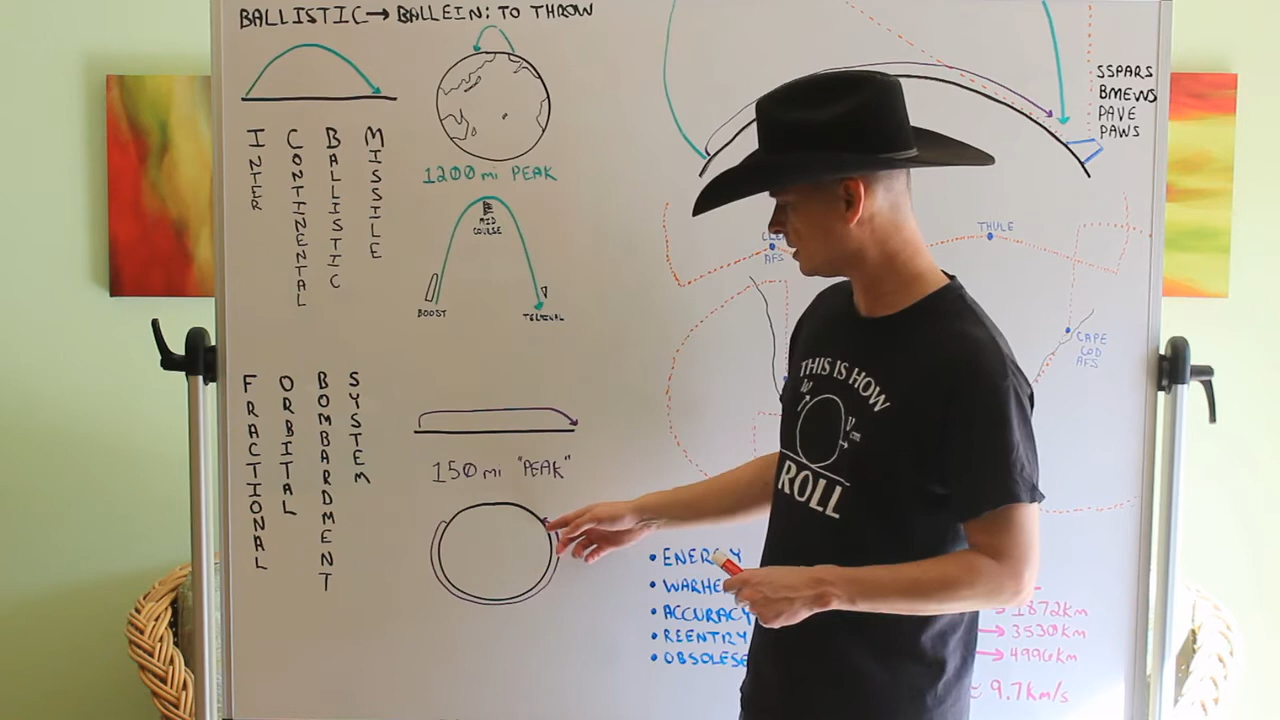 BALLISTIC → BALLEIN: TO THROW
INTER
CONTINENTAL
BALLISTIC
MISSILE
1200 mi PEAK
MID
COURSE
BOOST
TERMINAL
FRACTIONAL
ORBITAL
BOMBARDMENT
SYSTEM
150 mi "PEAK"
SSPARS
BMEWS
PAVE
PAWS
AFS
THULE
CAPE
COD
AFS
THIS IS HOW
W
Vcm
ROLL
• ENERGY
• WARHE
• ACCURACY
• REENTRY
• OBSOLESE
→ 1872km
→ 3530km
→ 4996km
≈ 9.7km/s